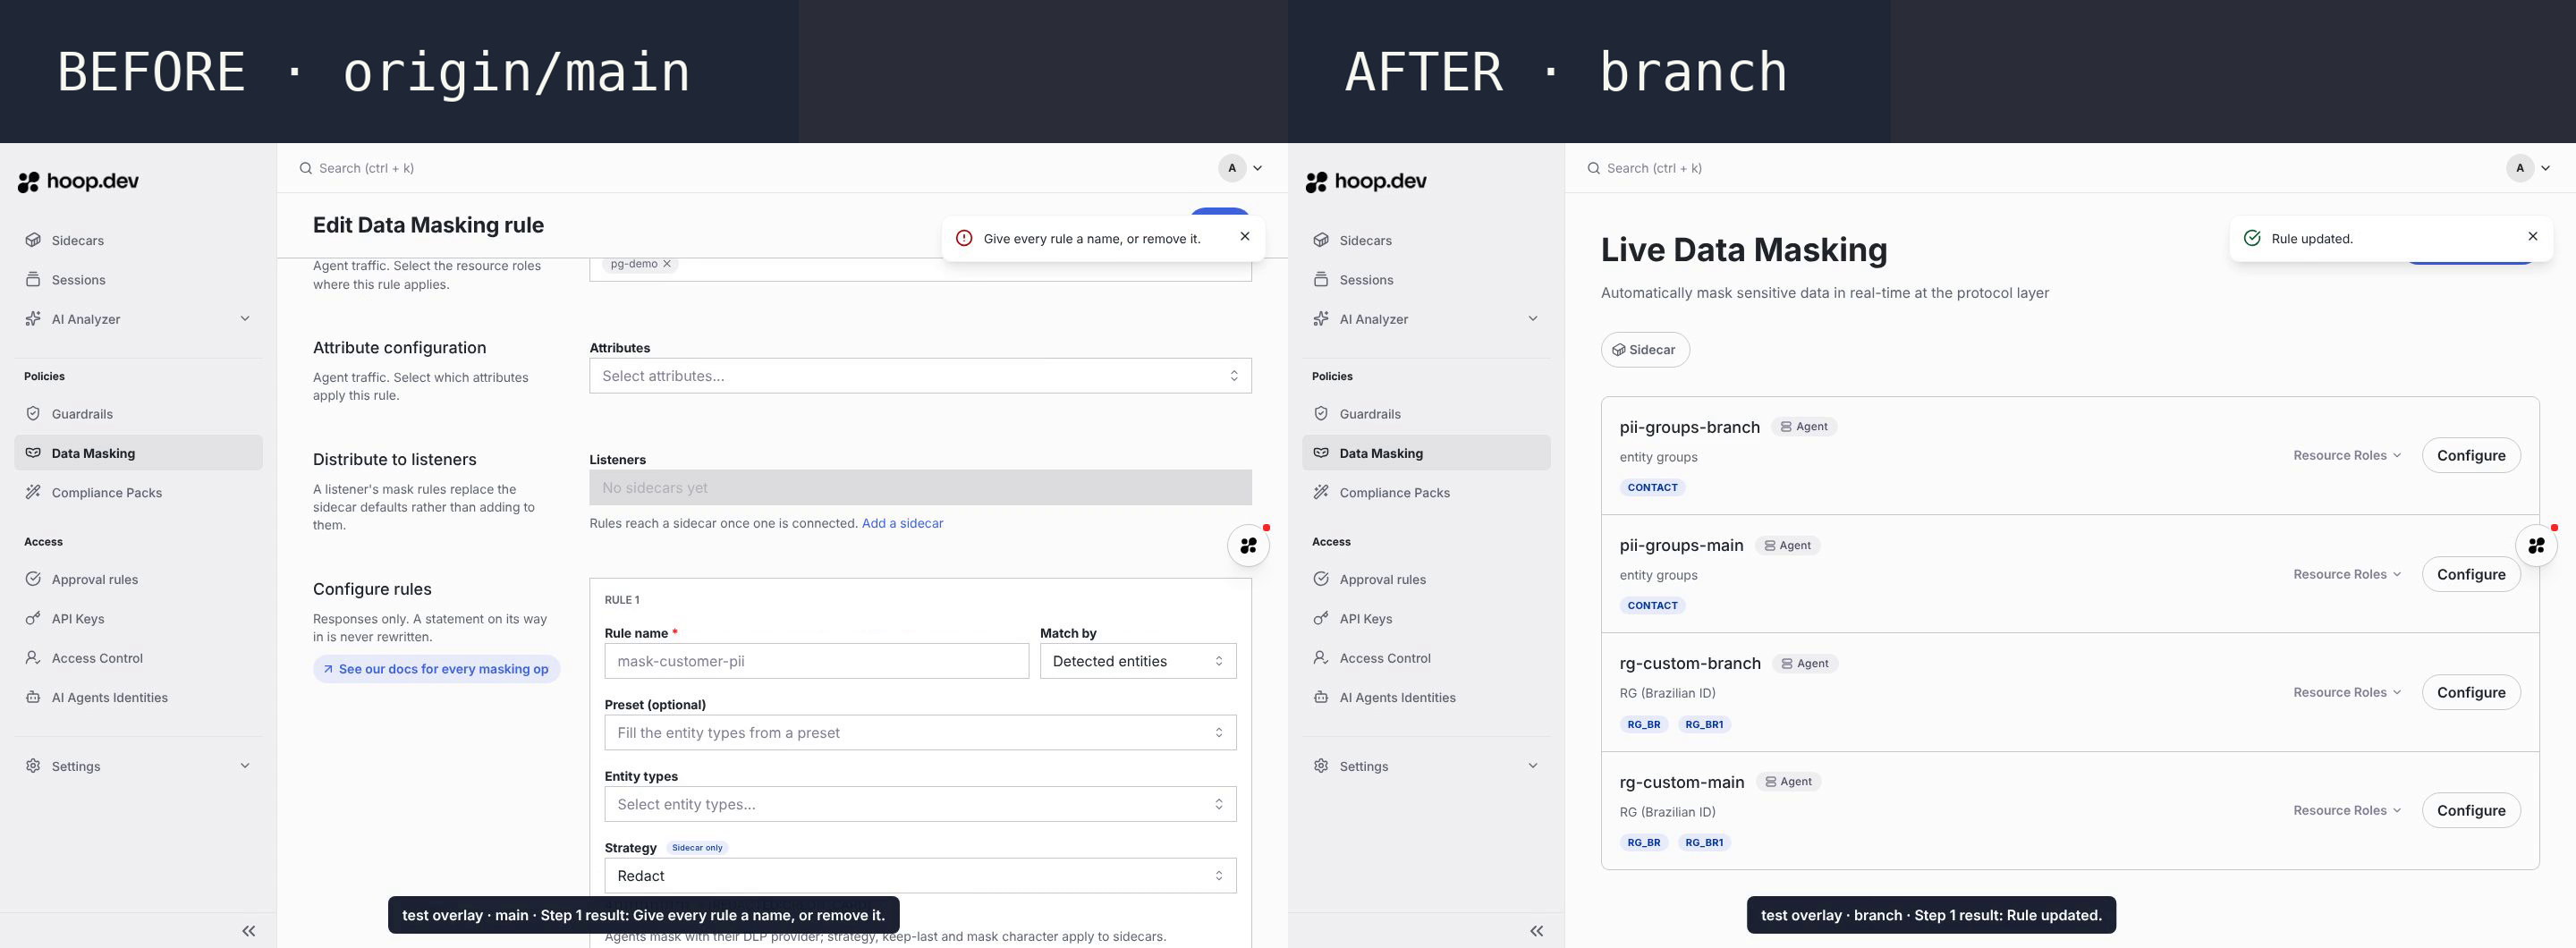 BEFORE · origin/main
hoop.dev
Search (ctrl + k)
A
Sidecars
Sessions
AI Analyzer
Policies
Guardrails
Data Masking
Compliance Packs
Access
Approval rules
API Keys
Access Control
AI Agents Identities
Settings
Edit Data Masking rule
Give every rule a name, or remove it.
Agent traffic. Select the resource roles
where this rule applies.
pg-demo
Attribute configuration
Agent traffic. Select which attributes
apply this rule.
Attributes
Select attributes...
Distribute to listeners
A listener's mask rules replace the
sidecar defaults rather than adding to
them.
Listeners
No sidecars yet
Rules reach a sidecar once one is connected. Add a sidecar
Configure rules
Responses only. A statement on its way
in is never rewritten.
See our docs for every masking op
RULE 1
Rule name *
mask-customer-pii
Match by
Detected entities
Preset (optional)
Fill the entity types from a preset
Entity types
Select entity types...
Strategy Sidecar only
Redact
test overlay · main · Step 1 result: Give every rule a name, or remove it.
Agents mask with their DLP provider; strategy, keep-last and mask character apply to sidecars.
AFTER · branch
hoop.dev
Search (ctrl + k)
A
Sidecars
Sessions
AI Analyzer
Policies
Guardrails
Data Masking
Compliance Packs
Access
Approval rules
API Keys
Access Control
AI Agents Identities
Settings
Live Data Masking
Rule updated.
Automatically mask sensitive data in real-time at the protocol layer
Sidecar
pii-groups-branch Agent
entity groups
CONTACT
Resource Roles
Configure
pii-groups-main Agent
entity groups
CONTACT
Resource Roles
Configure
rg-custom-branch Agent
RG (Brazilian ID)
RG_BR RG_BR1
Resource Roles
Configure
rg-custom-main Agent
RG (Brazilian ID)
RG_BR RG_BR1
Resource Roles
Configure
test overlay · branch · Step 1 result: Rule updated.